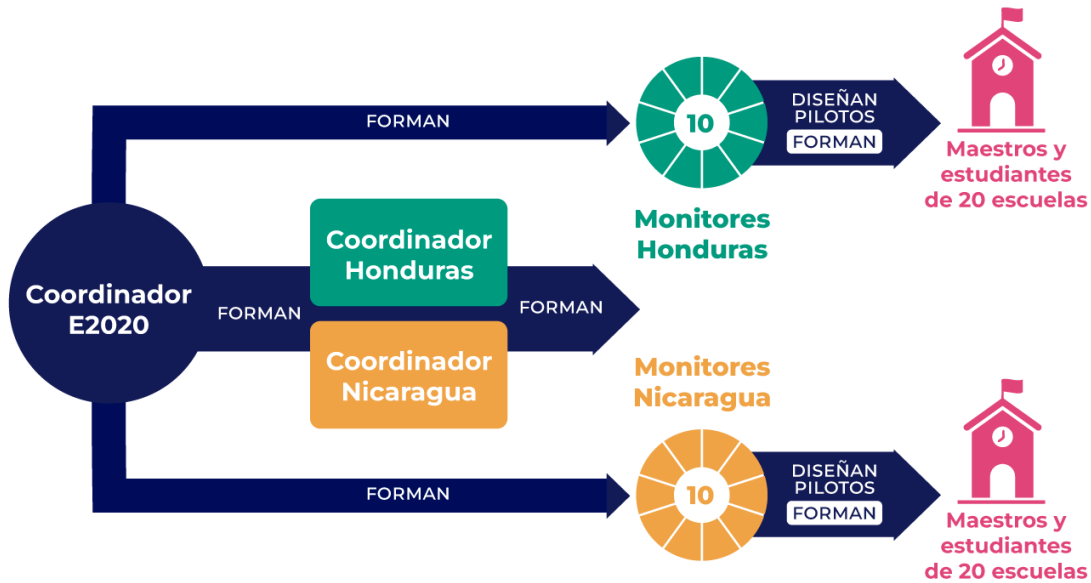 FORMAN
10
DISEÑAN
PILOTOS
FORMAN
Maestros y
estudiantes
de 20 escuelas
Monitores
Honduras
Coordinador
E2020
FORMAN
Coordinador
Honduras
Coordinador
Nicaragua
FORMAN
Monitores
Nicaragua
FORMAN
10
DISEÑAN
PILOTOS
FORMAN
Maestros y
estudiantes
de 20 escuelas